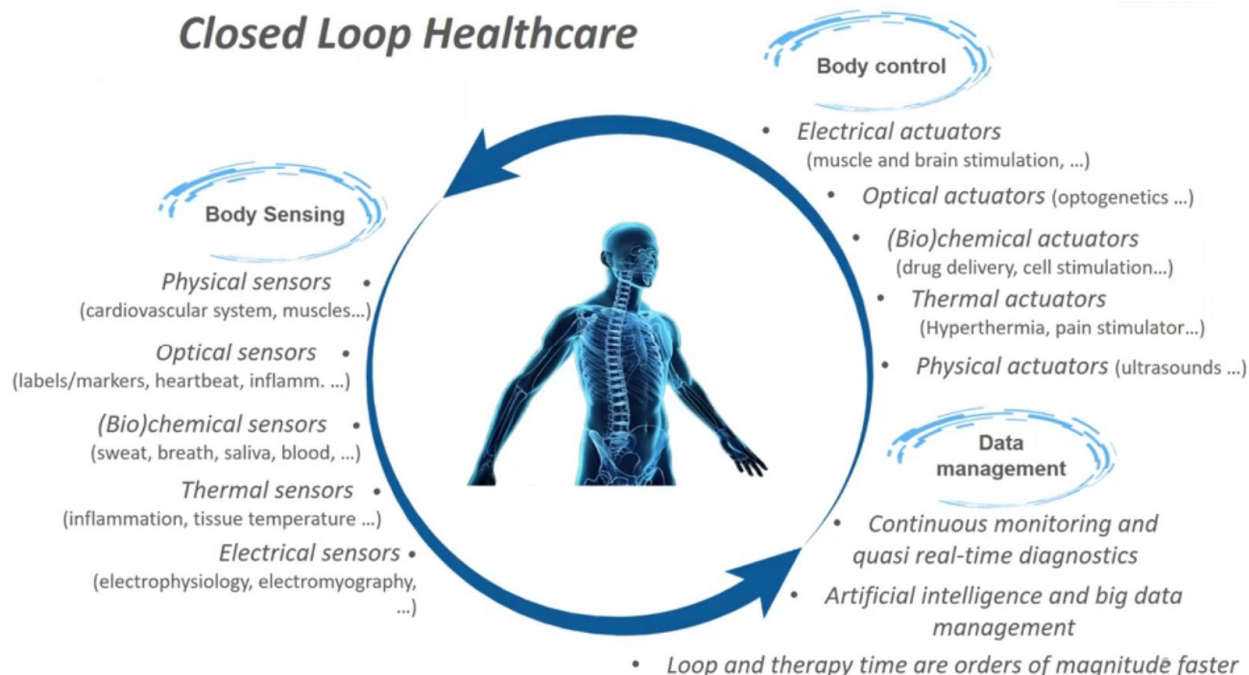 Closed Loop Healthcare
Body control
• Electrical actuators
(muscle and brain stimulation, ...)
• Optical actuators (optogenetics ...)
• (Bio)chemical actuators
(drug delivery, cell stimulation...)
• Thermal actuators
(Hyperthermia, pain stimulator...)
• Physical actuators (ultrasounds ...)
Body Sensing
Physical sensors •
(cardiovascular system, muscles...)
Optical sensors •
(labels/markers, heartbeat, inflamm. ...)
(Bio)chemical sensors •
(sweat, breath, saliva, blood, ...)
Thermal sensors •
(inflammation, tissue temperature ...)
Electrical sensors •
(electrophysiology, electromyography,
...)
Data
management
• Continuous monitoring and
quasi real-time diagnostics
• Artificial intelligence and big data
management
• Loop and therapy time are orders of magnitude faster